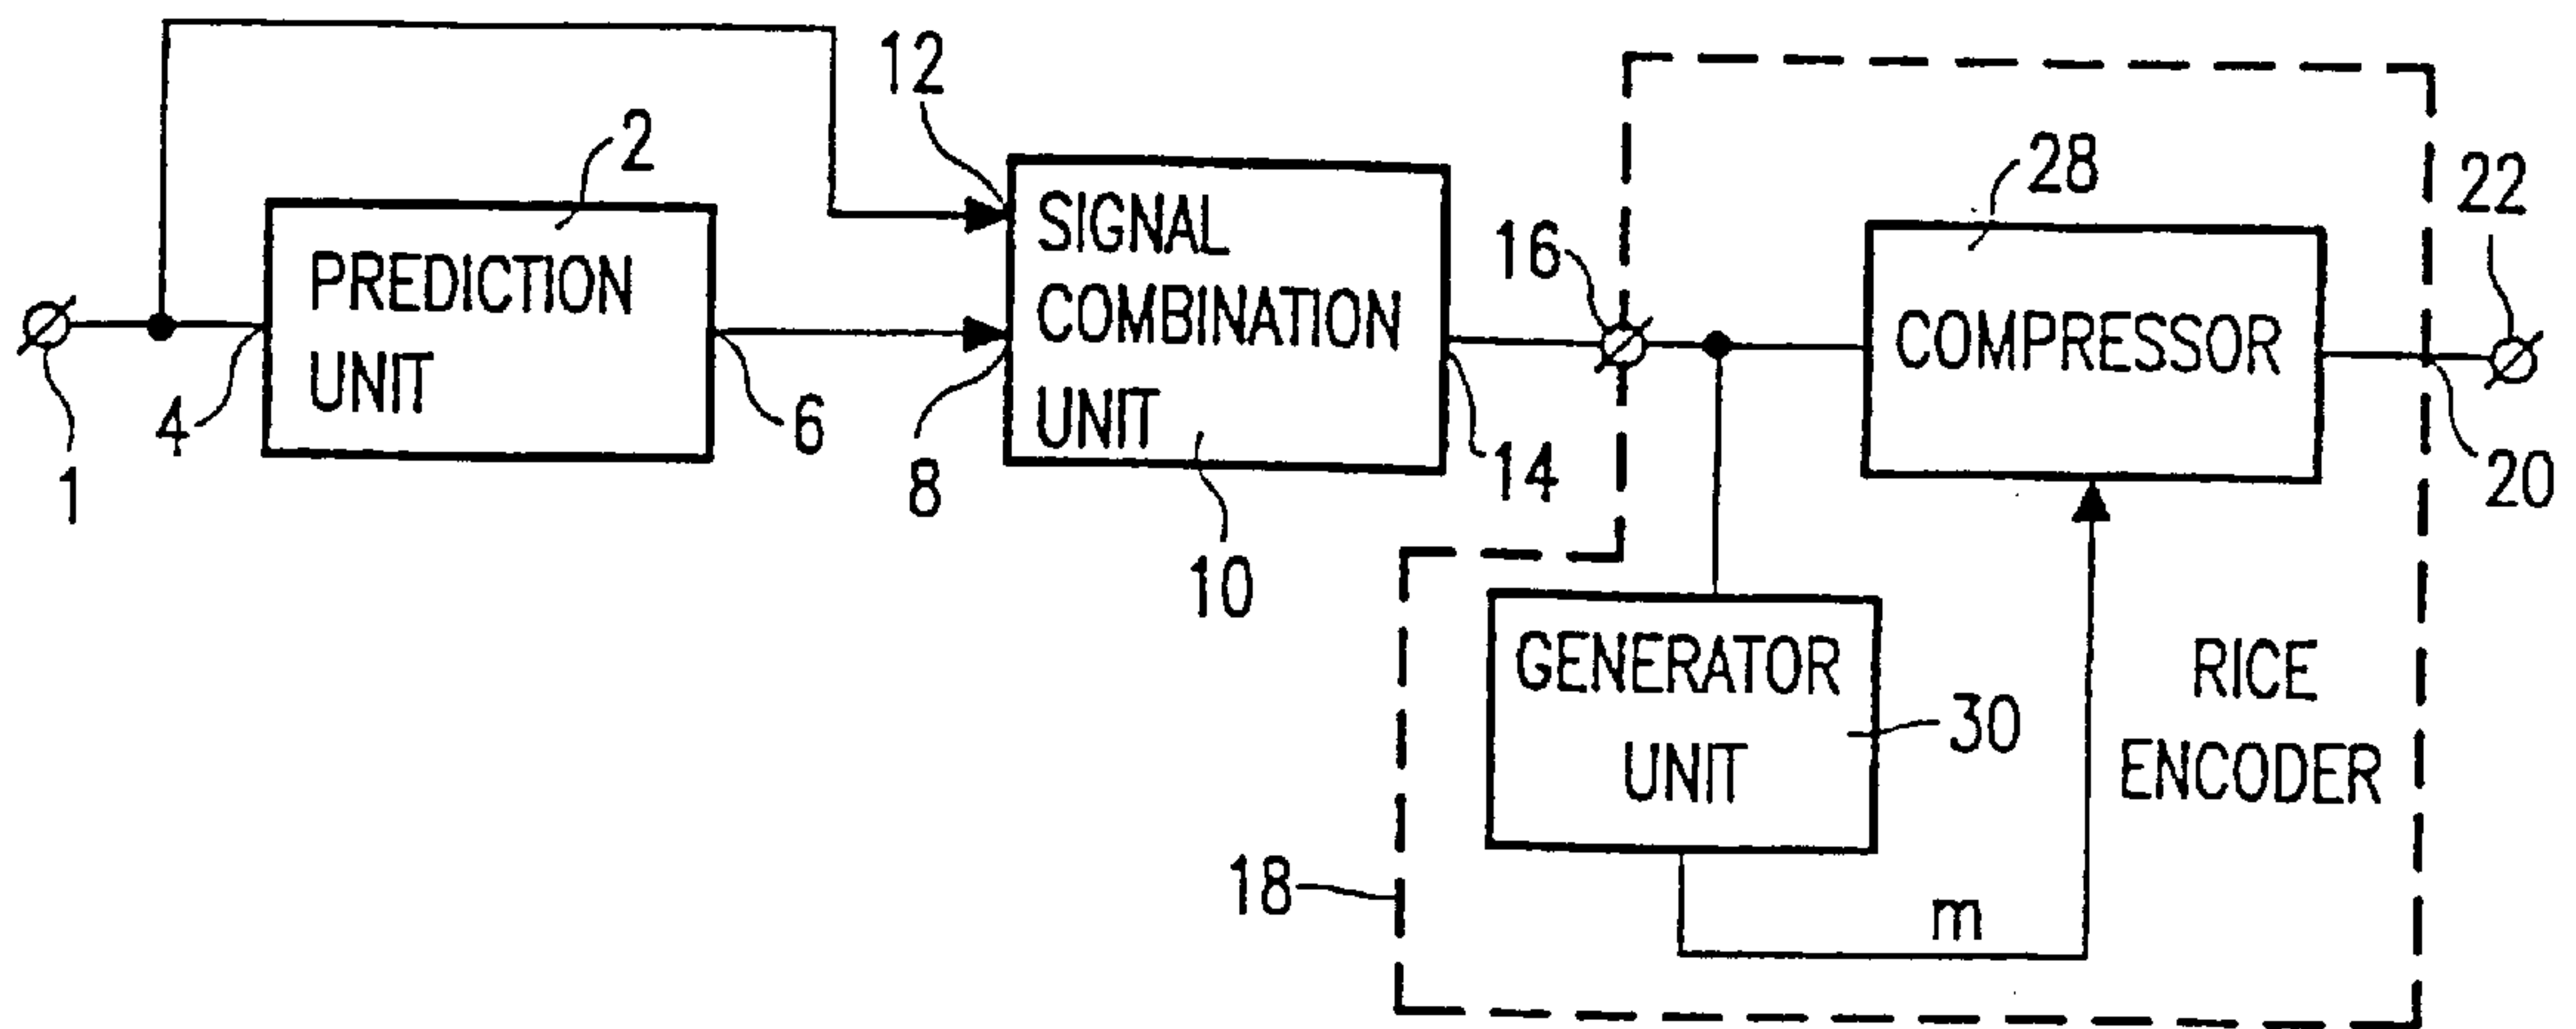 12
2
28
22
SIGNAL
PREDICTION
16
COMBINATION
COMPRESSOR
UNIT
UNIT
4
6
1
8
14
20
10
GENERATOR
UNIT
30
RICE
ENCODER
18
m